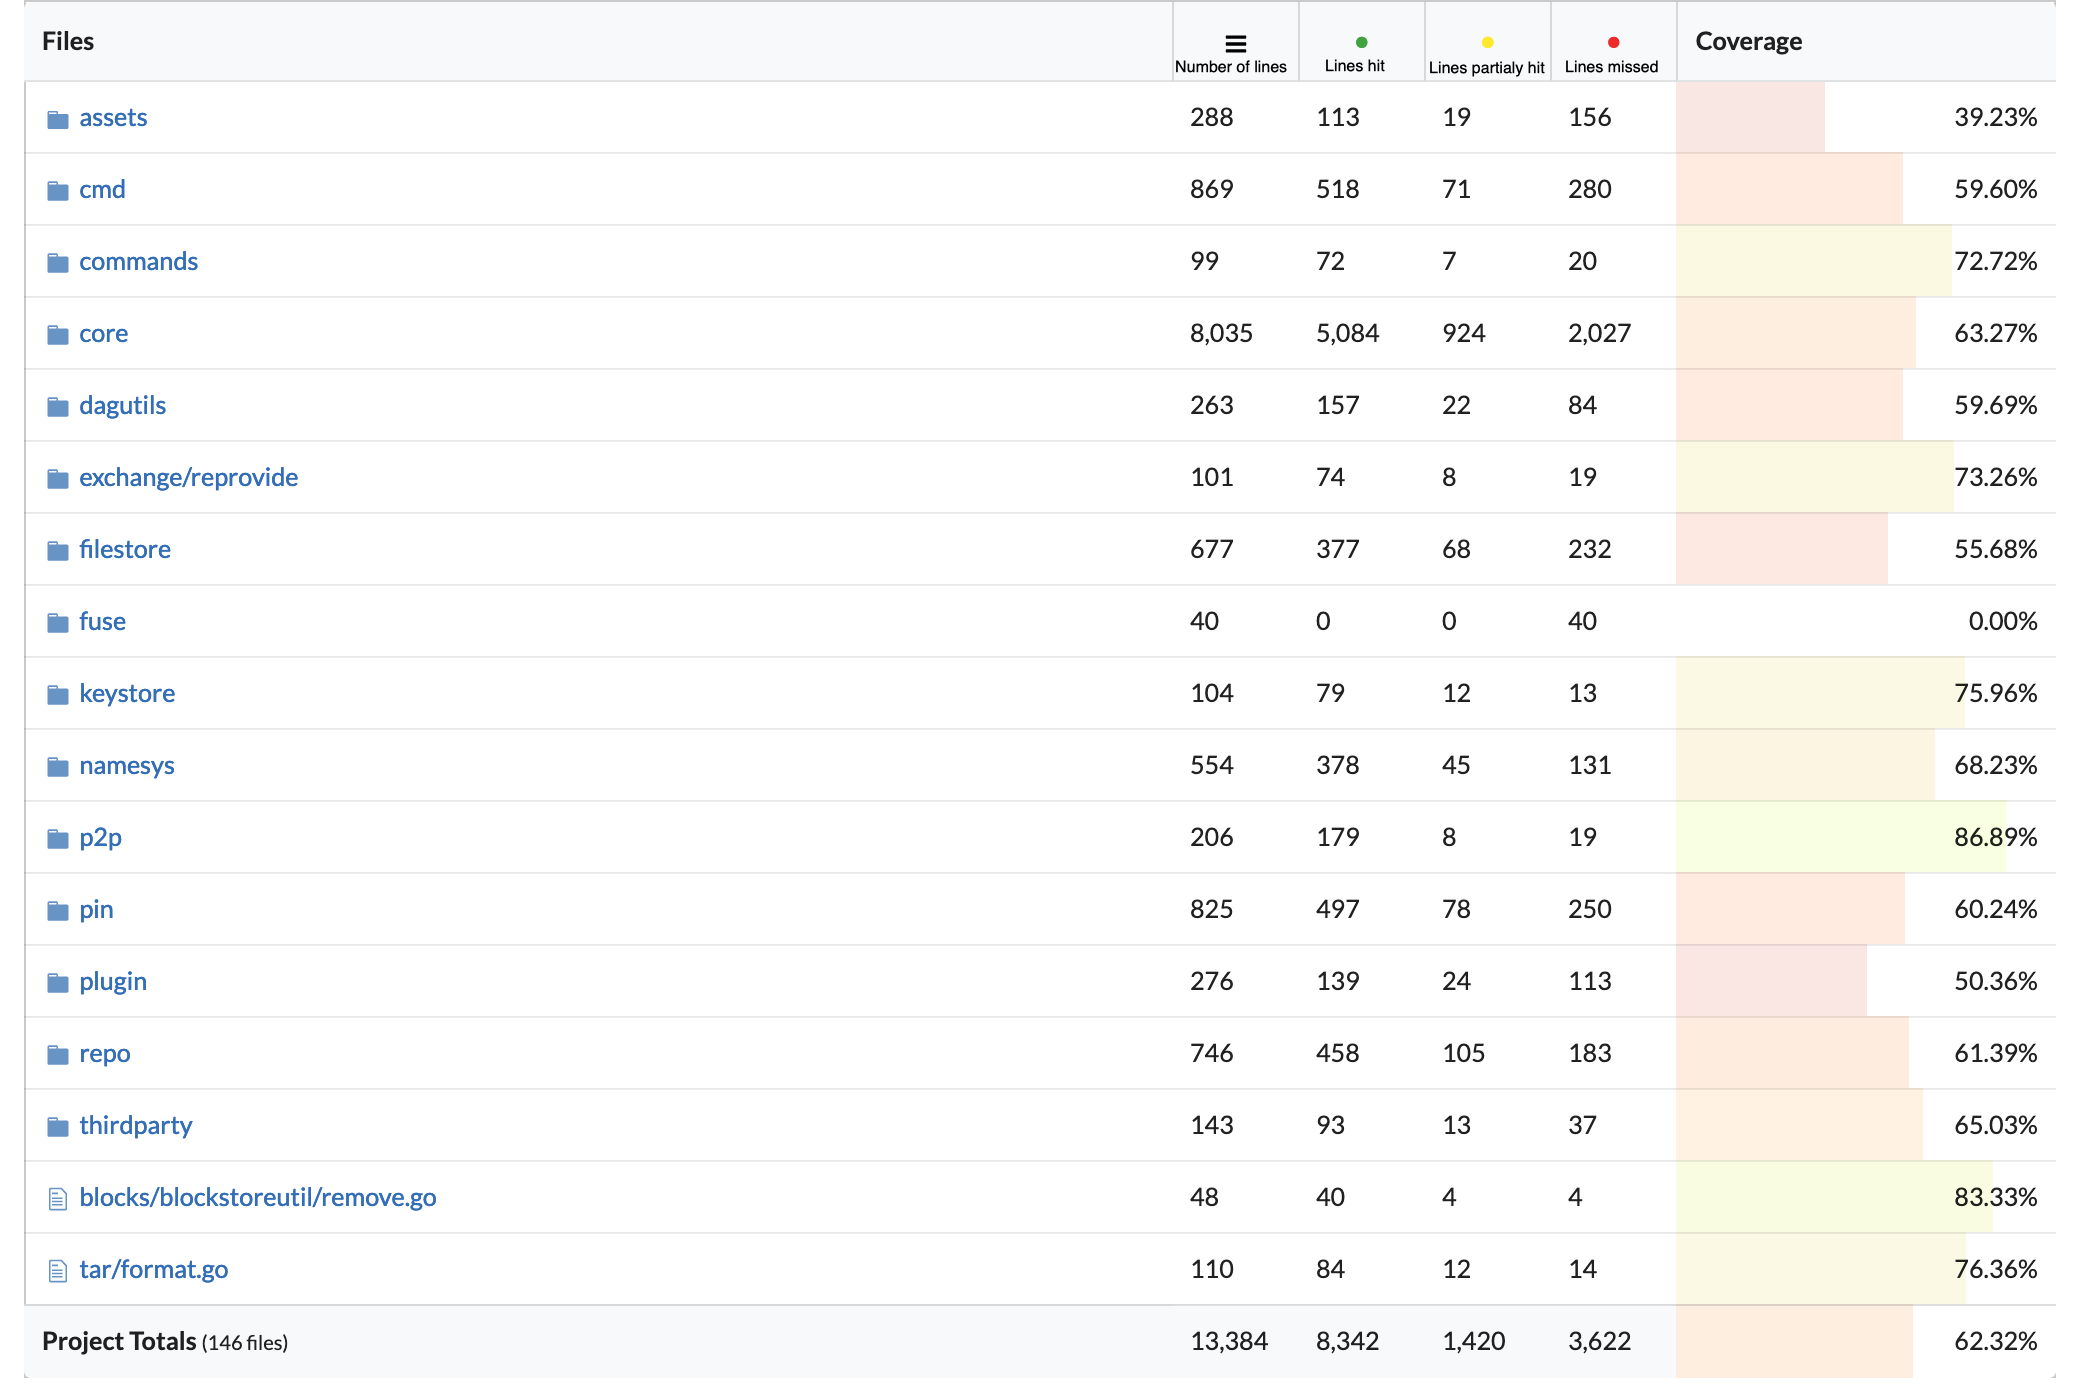 Files Number of lines Lines hit Lines partialy hit Lines missed Coverage
assets 288 113 19 156 39.23%
cmd 869 518 71 280 59.60%
commands 99 72 7 20 72.72%
core 8,035 5,084 924 2,027 63.27%
dagutils 263 157 22 84 59.69%
exchange/reprovide 101 74 8 19 73.26%
filestore 677 377 68 232 55.68%
fuse 40 0 0 40 0.00%
keystore 104 79 12 13 75.96%
namesys 554 378 45 131 68.23%
p2p 206 179 8 19 86.89%
pin 825 497 78 250 60.24%
plugin 276 139 24 113 50.36%
repo 746 458 105 183 61.39%
thirdparty 143 93 13 37 65.03%
blocks/blockstoreutil/remove.go 48 40 4 4 83.33%
tar/format.go 110 84 12 14 76.36%
Project Totals (146 files) 13,384 8,342 1,420 3,622 62.32%